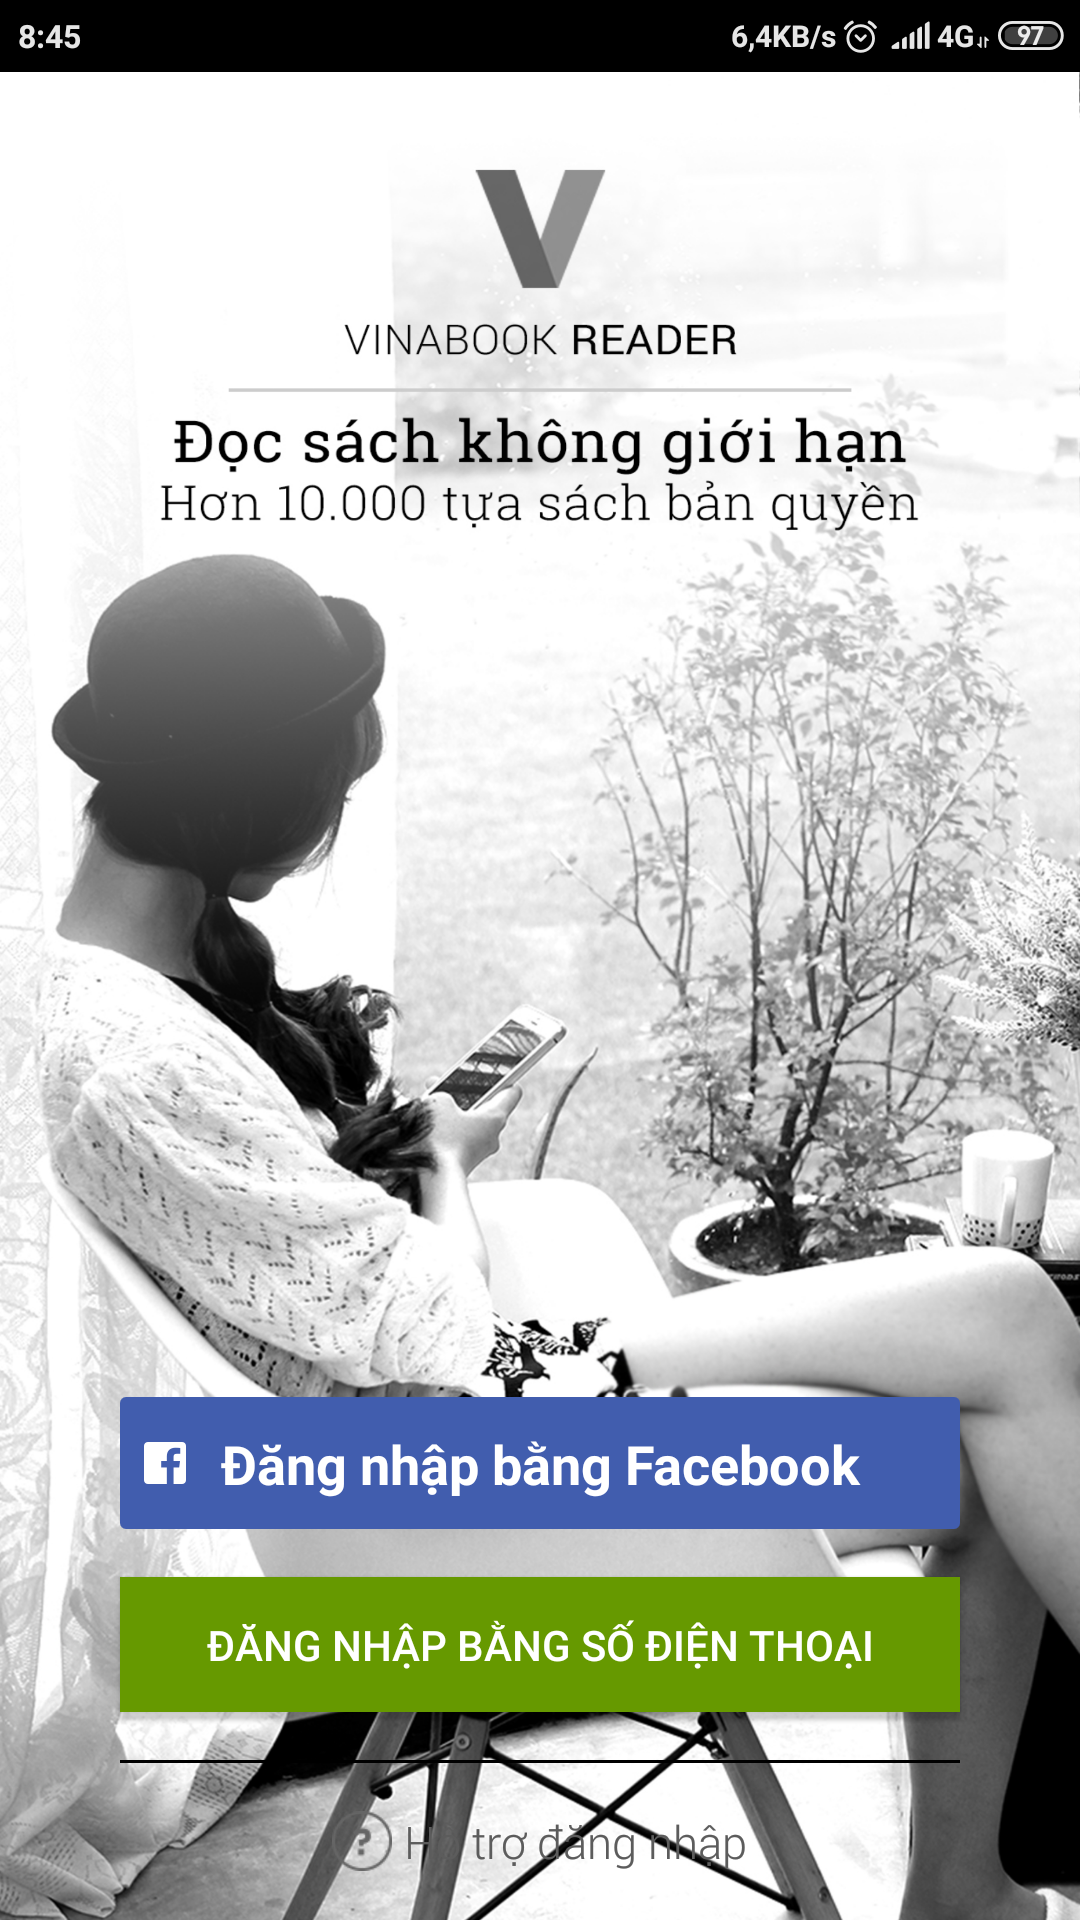 8:45 6,4KB/s 4G 97
VINABOOK READER
Đọc sách không giới hạn
Hơn 10.000 tựa sách bản quyền
Đăng nhập bằng Facebook
ĐĂNG NHẬP BẰNG SỐ ĐIỆN THOẠI
? Hỗ trợ đăng nhập